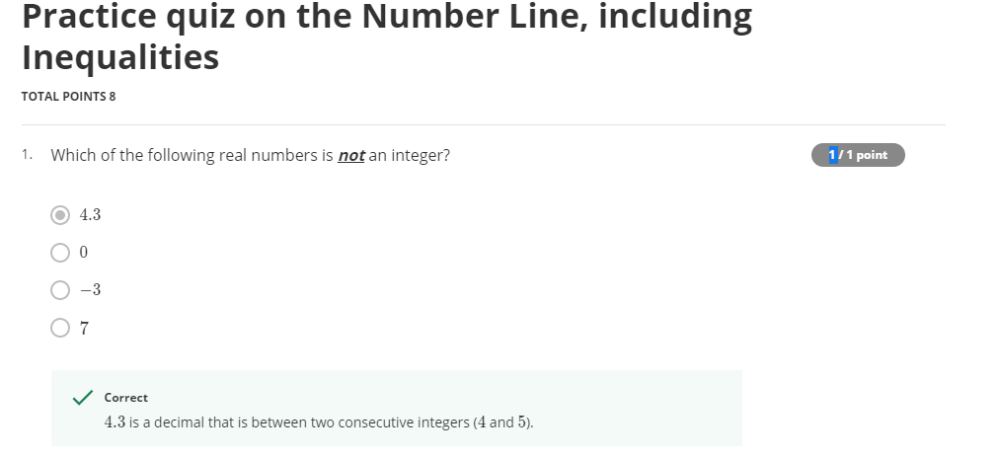 Practice quiz on the Number Line, including
Inequalities
TOTAL POINTS 8
1. Which of the following real numbers is not an integer?
1 / 1 point
4.3
0
−3
7
Correct
4.3 is a decimal that is between two consecutive integers (4 and 5).